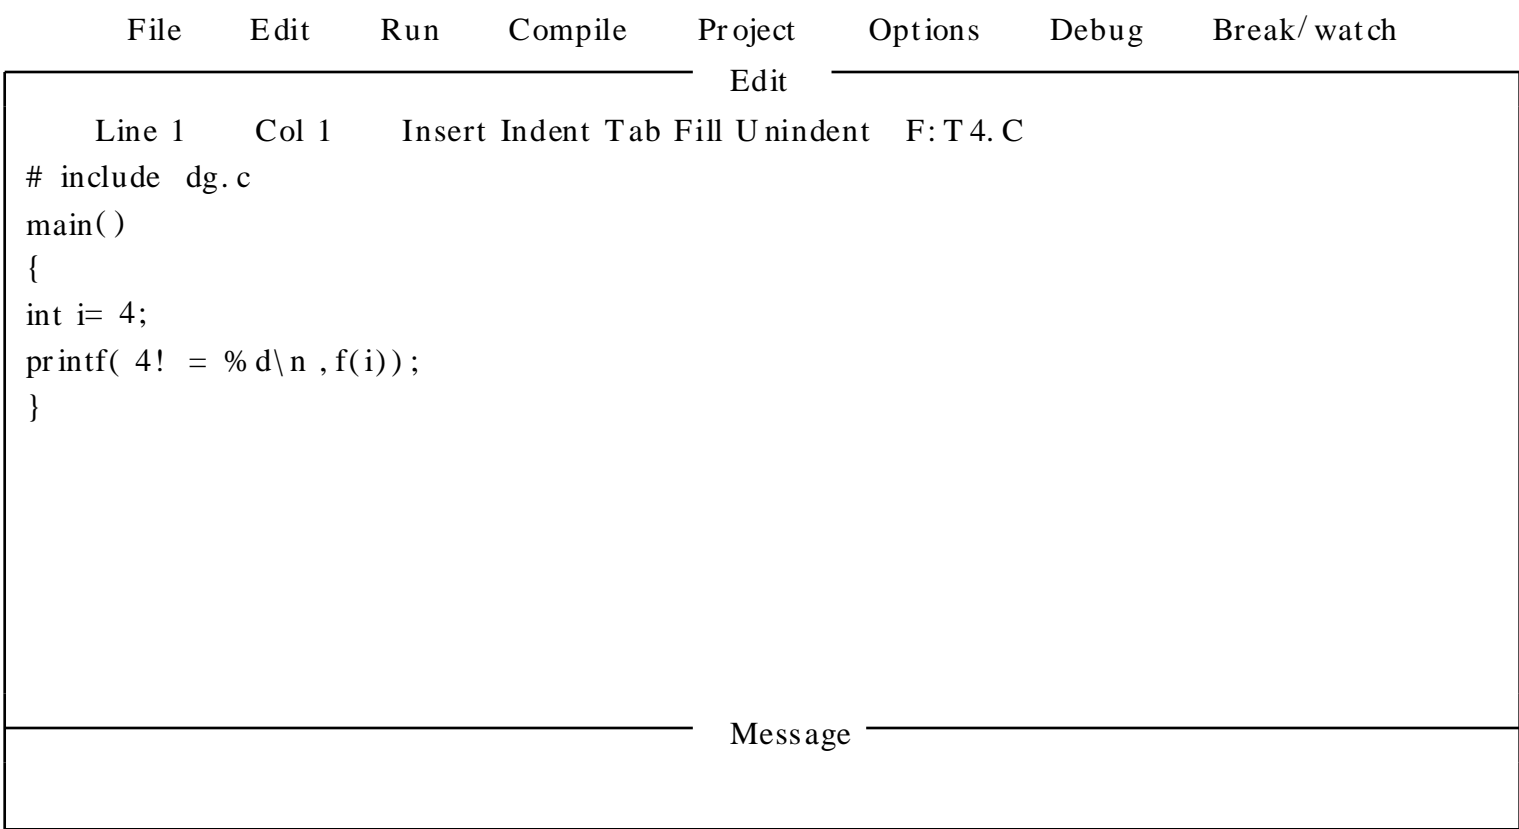 File Edit Run Compile Project Options Debug Break/watch
Edit
Line 1 Col 1 Insert Indent Tab Fill Unindent F:T4.C
# include dg.c
main()
{
int i= 4;
printf( 4! = %d\n ,f(i));
}
Message